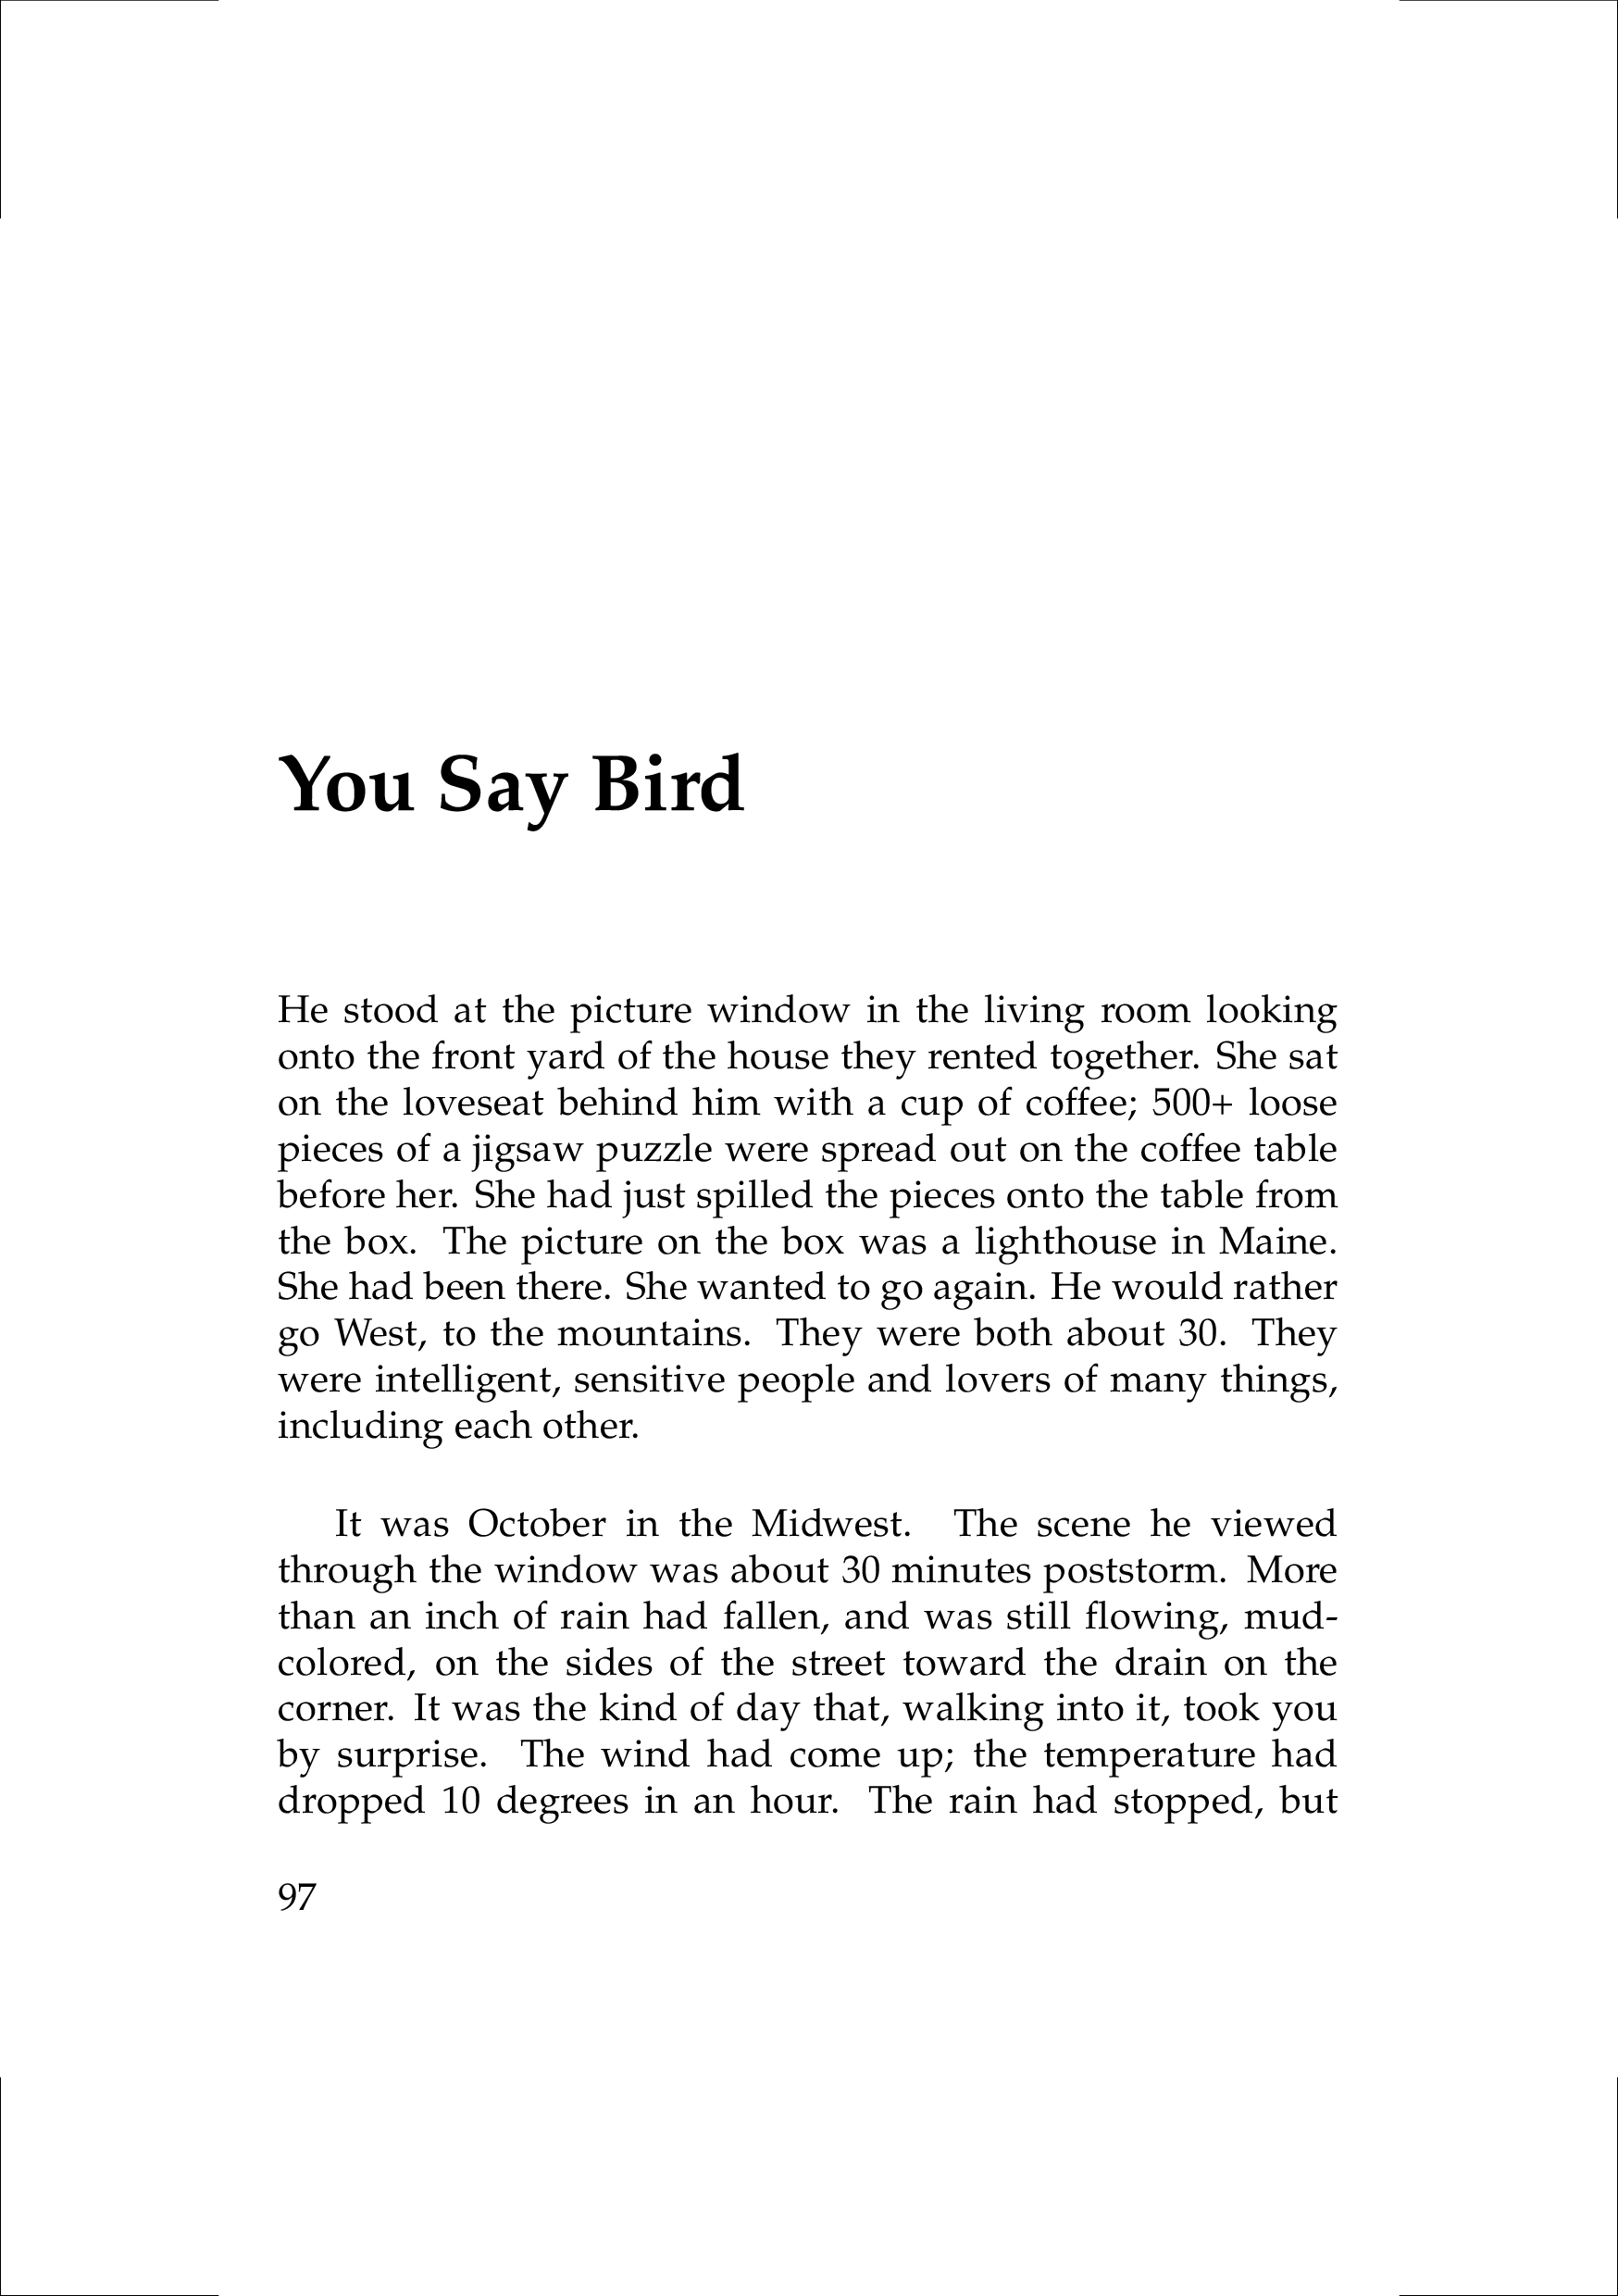 You Say Bird
He stood at the picture window in the living room looking
onto the front yard of the house they rented together. She sat
on the loveseat behind him with a cup of coffee; 500+ loose
pieces of a jigsaw puzzle were spread out on the coffee table
before her. She had just spilled the pieces onto the table from
the box. The picture on the box was a lighthouse in Maine.
She had been there. She wanted to go again. He would rather
go West, to the mountains. They were both about 30. They
were intelligent, sensitive people and lovers of many things,
including each other.
It was October in the Midwest. The scene he viewed
through the window was about 30 minutes poststorm. More
than an inch of rain had fallen, and was still flowing, mud-
colored, on the sides of the street toward the drain on the
corner. It was the kind of day that, walking into it, took you
by surprise. The wind had come up; the temperature had
dropped 10 degrees in an hour. The rain had stopped, but
97